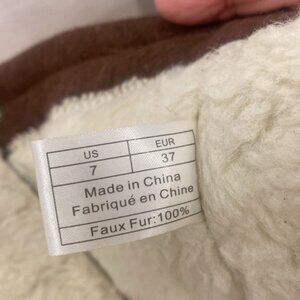 US EUR
7 37
Made in China
Fabriqué en Chine
Faux Fur:100%